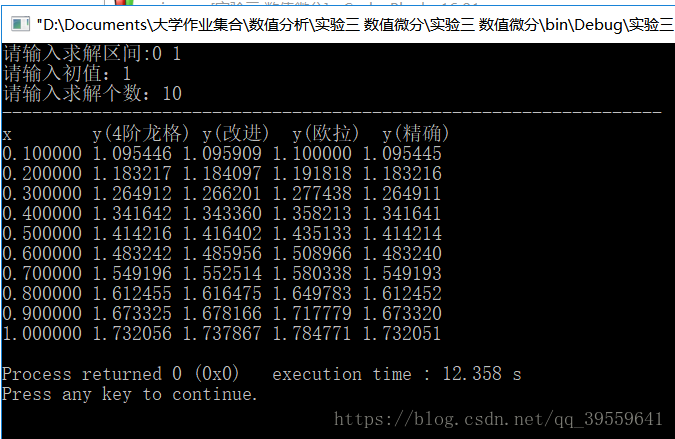 "D:\Documents\大学作业集合\数值分析\实验三 数值微分\实验三 数值微分\bin\Debug\实验三
请输入求解区间:0 1
请输入初值：1
请输入求解个数：10
------------------------------------------------------------------
x y(4阶龙格) y(改进) y(欧拉) y(精确)
0.100000 1.095446 1.095909 1.100000 1.095445
0.200000 1.183217 1.184097 1.191818 1.183216
0.300000 1.264912 1.266201 1.277438 1.264911
0.400000 1.341642 1.343360 1.358213 1.341641
0.500000 1.414216 1.416402 1.435133 1.414214
0.600000 1.483242 1.485956 1.508966 1.483240
0.700000 1.549196 1.552514 1.580338 1.549193
0.800000 1.612455 1.616475 1.649783 1.612452
0.900000 1.673325 1.678166 1.717779 1.673320
1.000000 1.732056 1.737867 1.784771 1.732051
Process returned 0 (0x0) execution time : 12.358 s
Press any key to continue.
https://blog.csdn.net/qq_39559641